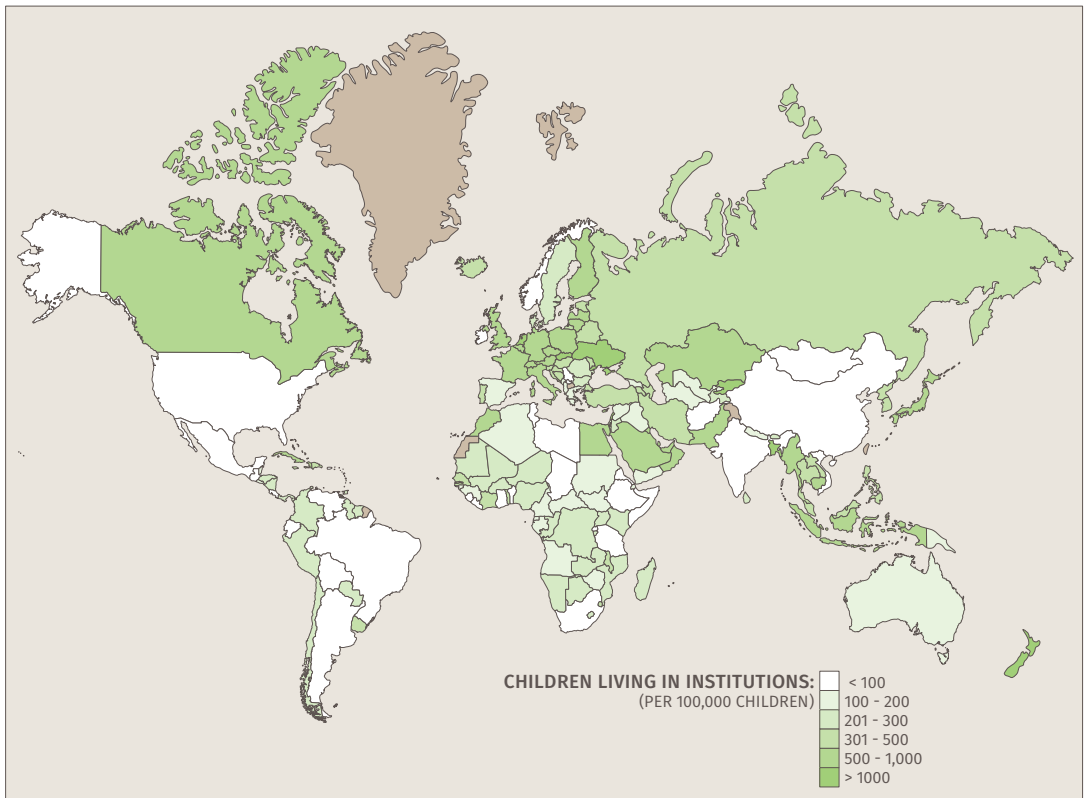 CHILDREN LIVING IN INSTITUTIONS:
(PER 100,000 CHILDREN)
< 100
100 - 200
201 - 300
301 - 500
500 - 1,000
> 1000